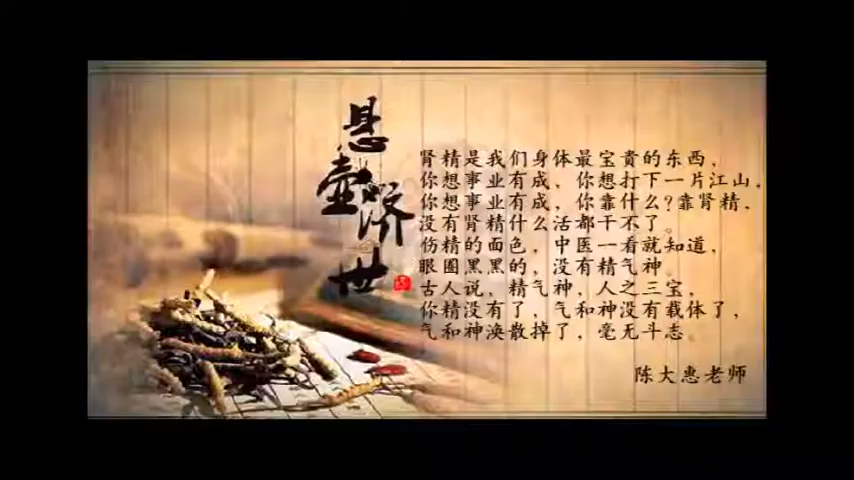 悬壶济世
肾精是我们身体最宝贵的东西，
你想事业有成，你想打下一片江山，
你想事业有成，你靠什么？靠肾精，
没有肾精什么活都干不了。
伤精的面色，中医一看就知道，
眼圈黑黑的，没有精气神。
古人说，精气神，人之三宝，
你精没有了，气和神没有载体了，
气和神涣散掉了，毫无斗志。
陈大惠老师